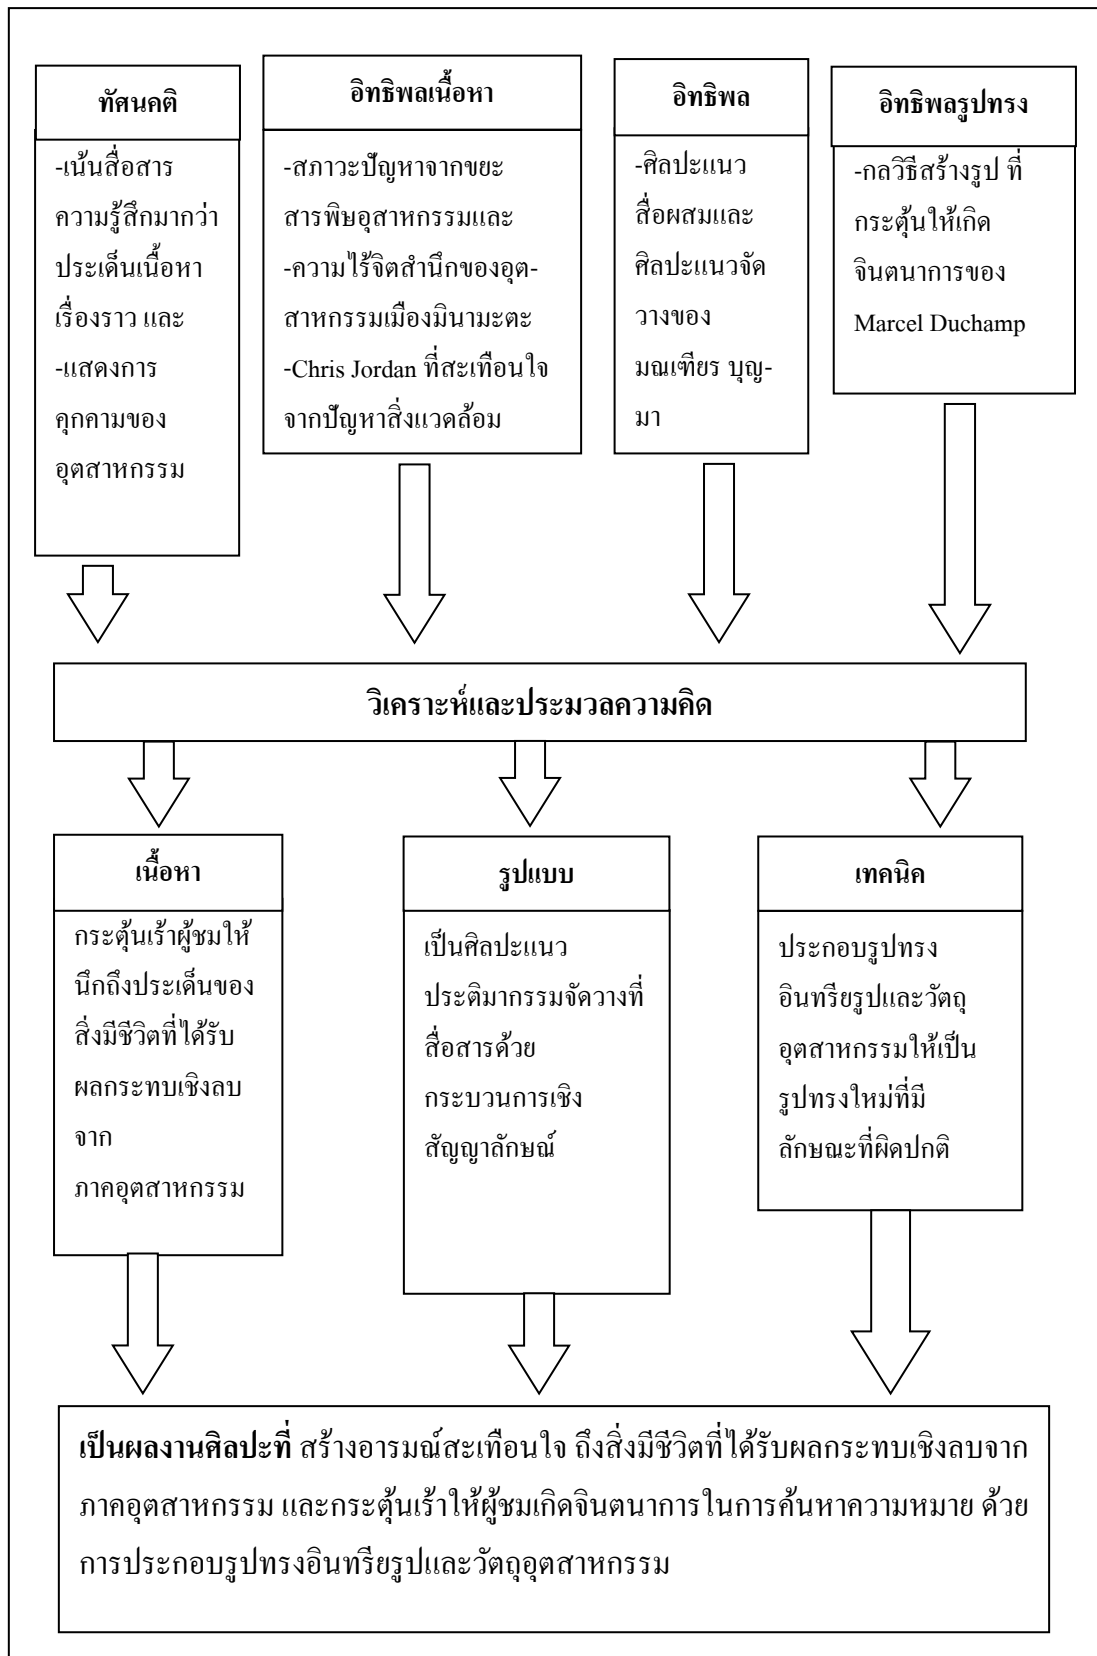 ทัศนคติ
-เน้นสื่อสาร
ความรู้สึกมากว่า
ประเด็นเนื้อหา
เรื่องราว และ
-แสดงการ
คุกคามของ
อุตสาหกรรม
อิทธิพลเนื้อหา
-สภาวะปัญหาจากขยะ
สารพิษอุสาหกรรมและ
-ความไร้จิตสำนึกของอุต-
สาหกรรมเมืองมินามะตะ
-Chris Jordan ที่สะเทือนใจ
จากปัญหาสิ่งแวดล้อม
อิทธิพล
-ศิลปะแนว
สื่อผสมและ
ศิลปะแนวจัด
วางของ
มณเฑียร บุญ-
มา
อิทธิพลรูปทรง
-กลวิธีสร้างรูป ที่
กระตุ้นให้เกิด
จินตนาการของ
Marcel Duchamp
วิเคราะห์และประมวลความคิด
เนื้อหา
กระตุ้นเร้าผู้ชมให้
นึกถึงประเด็นของ
สิ่งมีชีวิตที่ได้รับ
ผลกระทบเชิงลบ
จาก
ภาคอุตสาหกรรม
รูปแบบ
เป็นศิลปะแนว
ประติมากรรมจัดวางที่
สื่อสารด้วย
กระบวนการเชิง
สัญญาลักษณ์
เทคนิค
ประกอบรูปทรง
อินทรียรูปและวัตถุ
อุตสาหกรรมให้เป็น
รูปทรงใหม่ที่มี
ลักษณะที่ผิดปกติ
เป็นผลงานศิลปะที่ สร้างอารมณ์สะเทือนใจ ถึงสิ่งมีชีวิตที่ได้รับผลกระทบเชิงลบจาก
ภาคอุตสาหกรรม และกระตุ้นเร้าให้ผู้ชมเกิดจินตนาการในการค้นหาความหมาย ด้วย
การประกอบรูปทรงอินทรียรูปและวัตถุอุตสาหกรรม